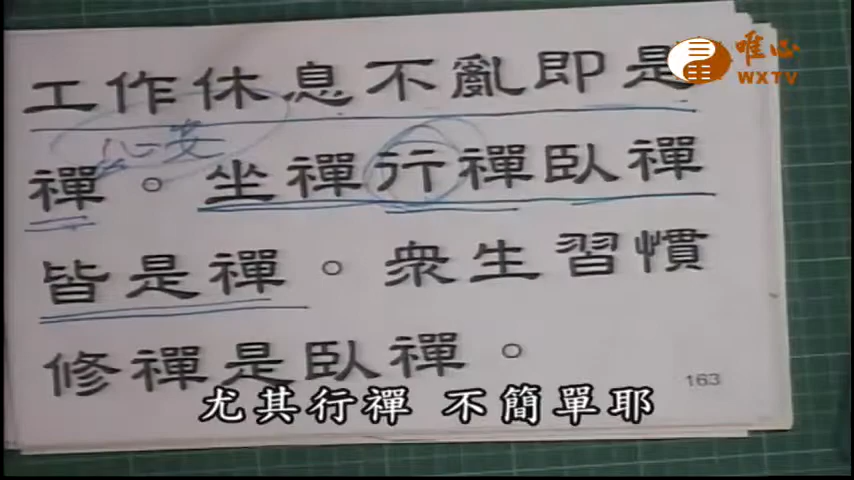 唯心
WXTV
工作休息不亂即是
心安
禪。坐禪行禪臥禪
皆是禪。衆生習慣
修禪是臥禪。
163
尤其行禪 不簡單耶